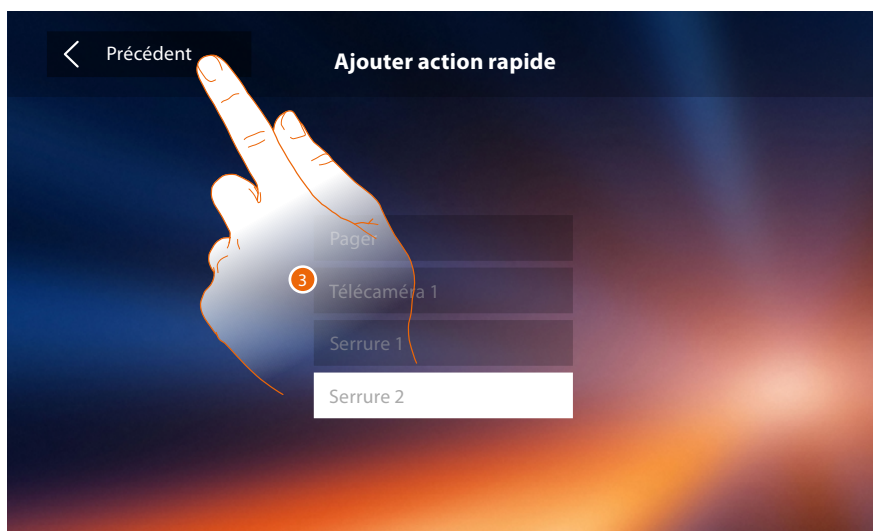 Précédent
Ajouter action rapide
Pager
3
Télécaméra 1
Serrure 1
Serrure 2